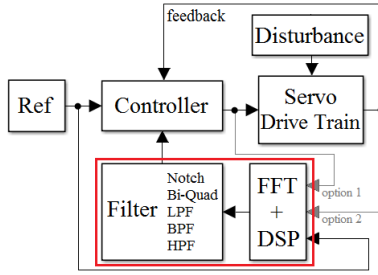 feedback
Disturbance
Ref
Controller
Servo
Drive Train
Filter
Notch
Bi-Quad
LPF
BPF
HPF
FFT
+
DSP
option 1
option 2